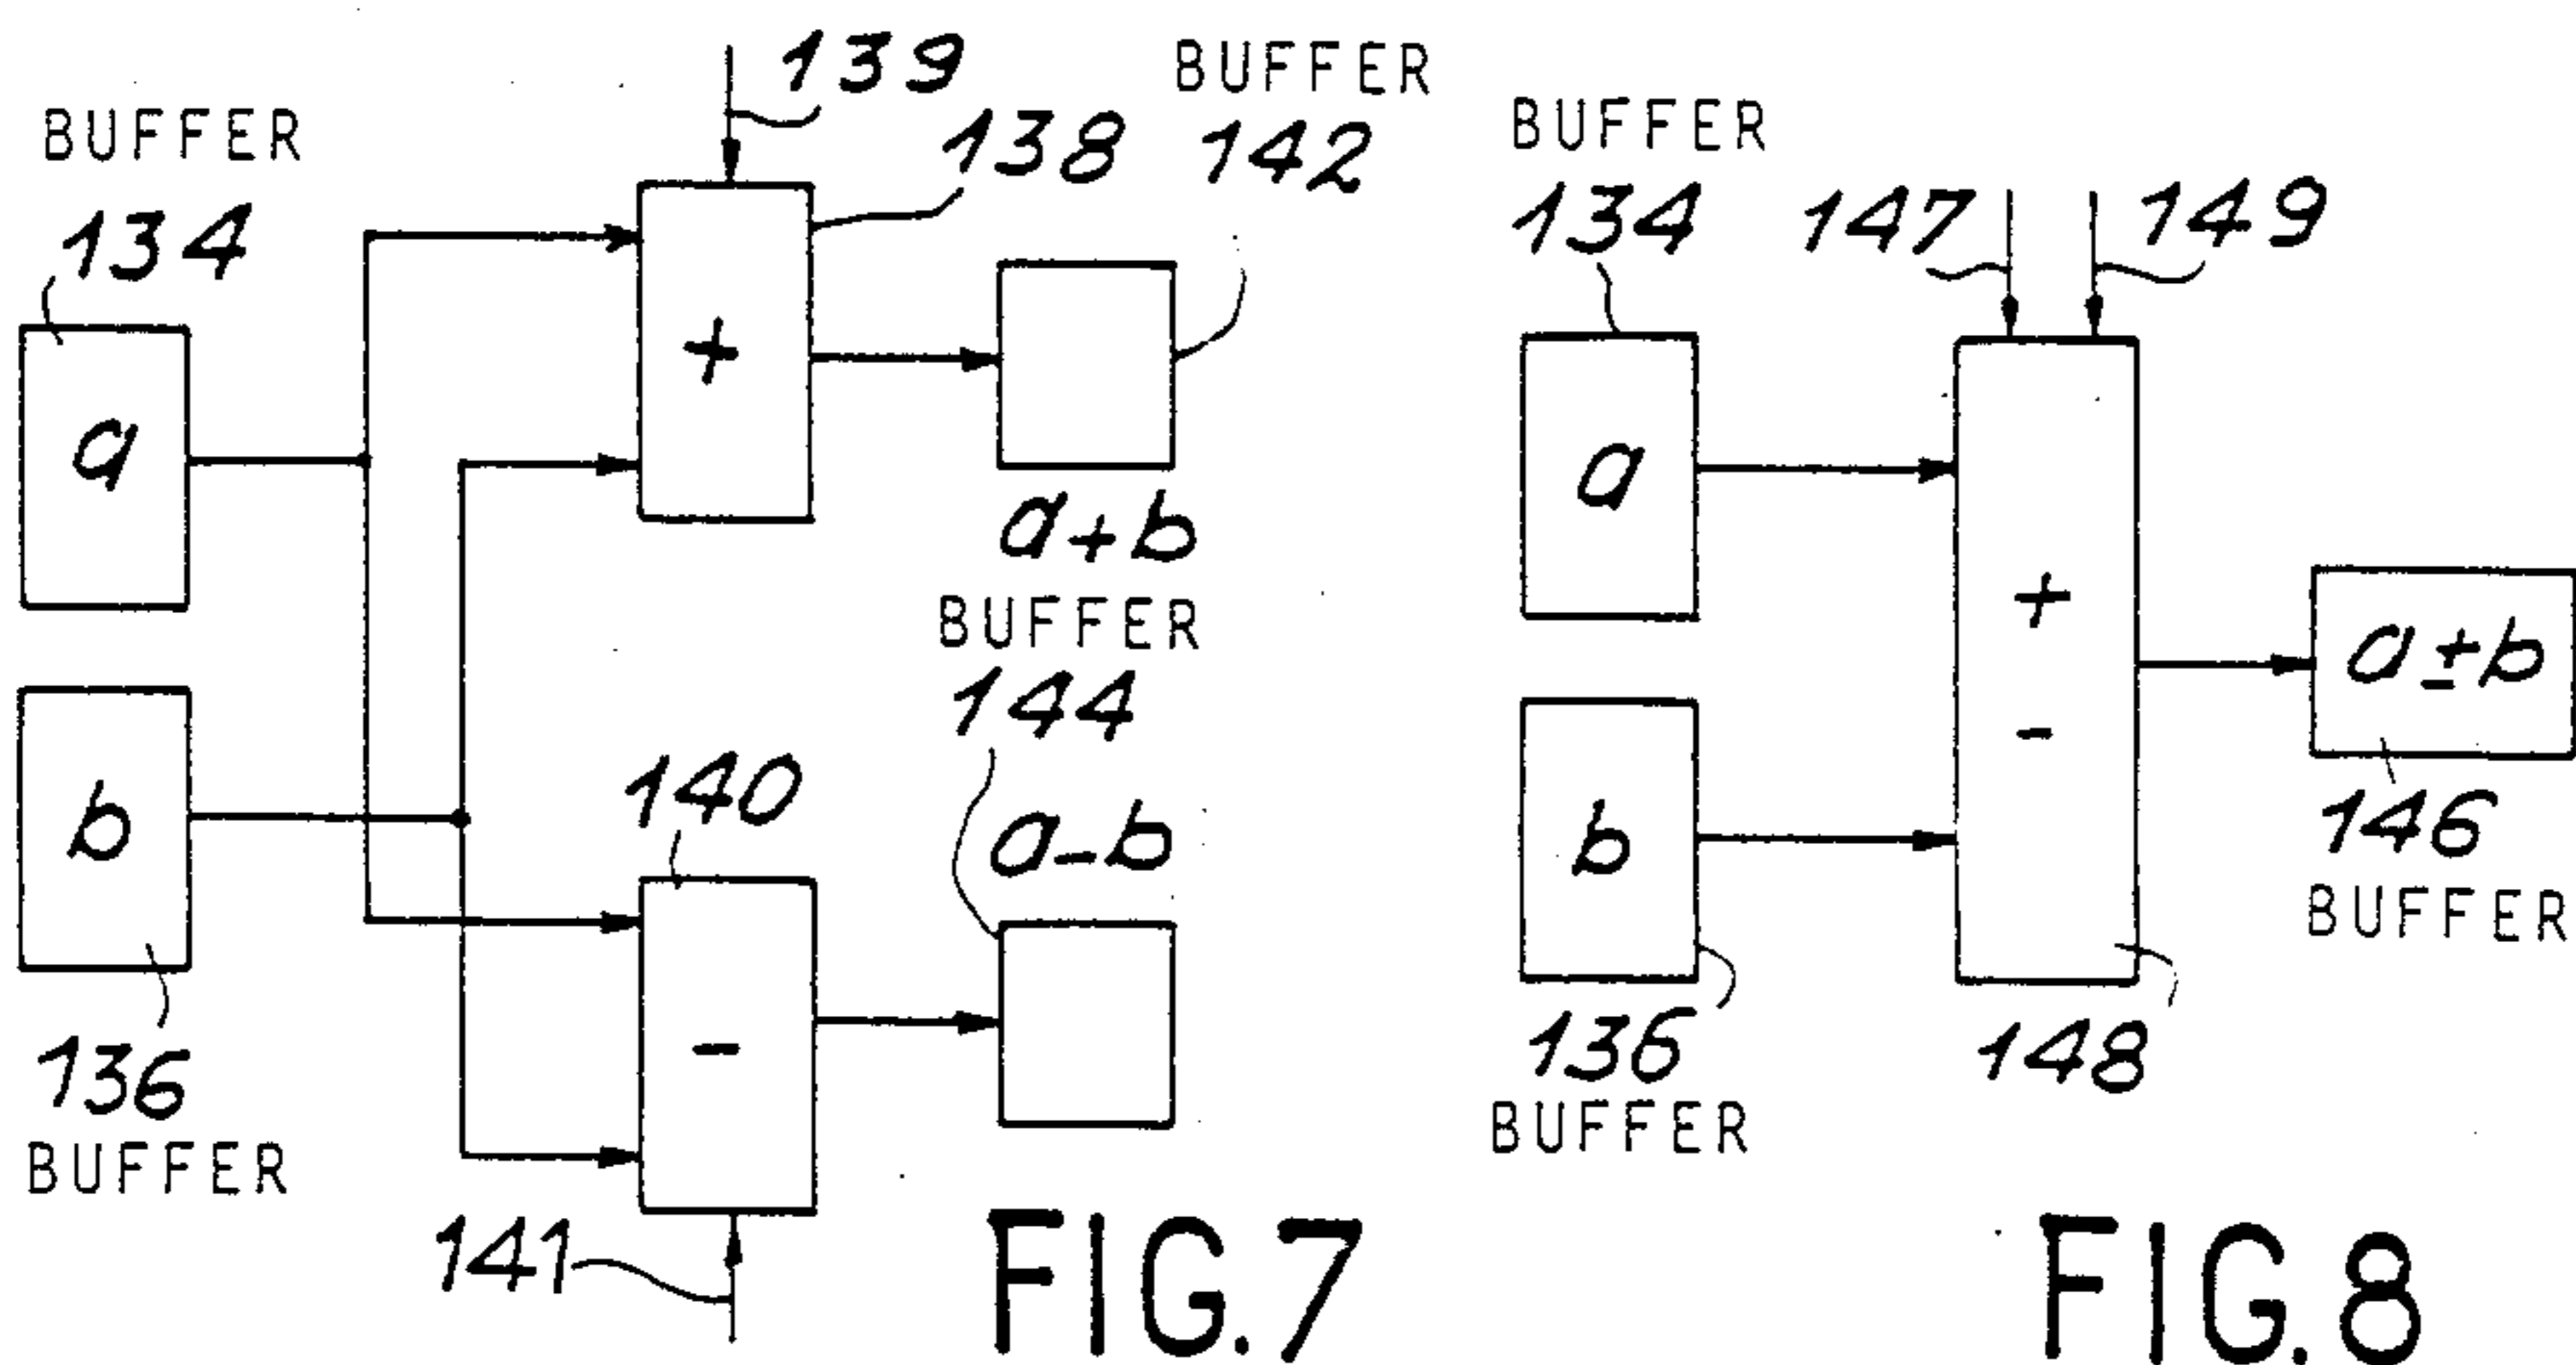 BUFFER
134
a
b
136
BUFFER
139
138
+
BUFFER
142
a+b
BUFFER
144
a-b
140
-
141
FIG.7
BUFFER
134
a
b
136
BUFFER
147
149
+
-
148
a±b
146
BUFFER
FIG.8